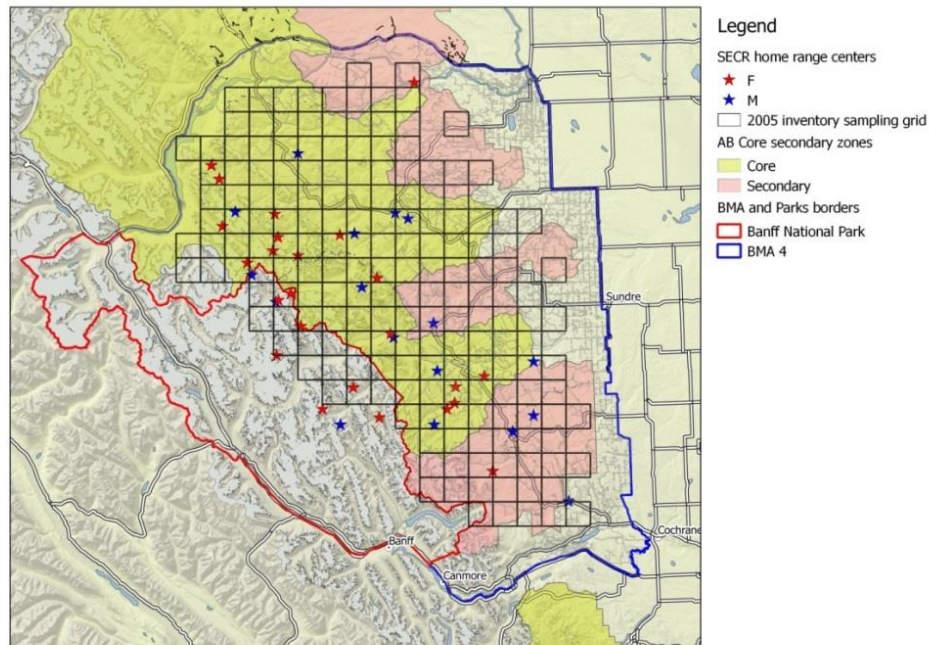 Legend
SECR home range centers
F
M
2005 inventory sampling grid
AB Core secondary zones
Core
Secondary
BMA and Parks borders
Banff National Park
BMA 4
Sundre
Cochrane
Banff
Canmore